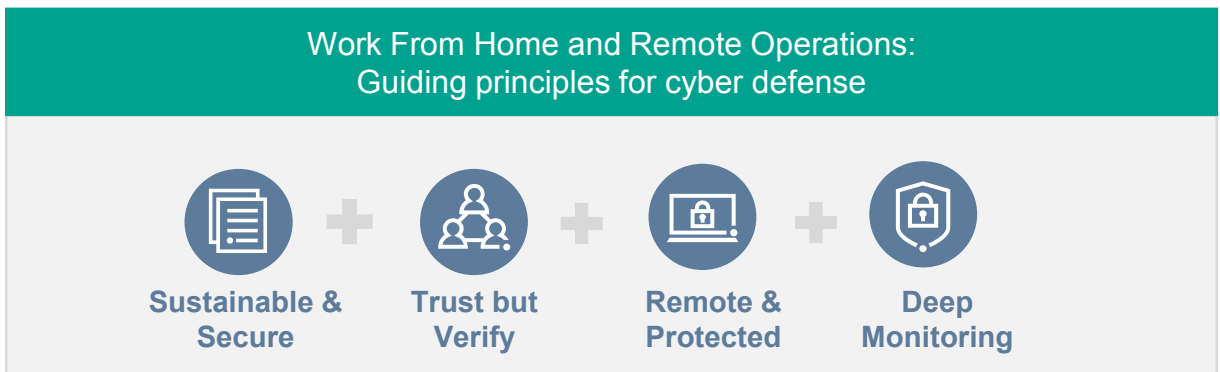 Work From Home and Remote Operations:
Guiding principles for cyber defense
Sustainable &
Secure
Trust but
Verify
Remote &
Protected
Deep
Monitoring